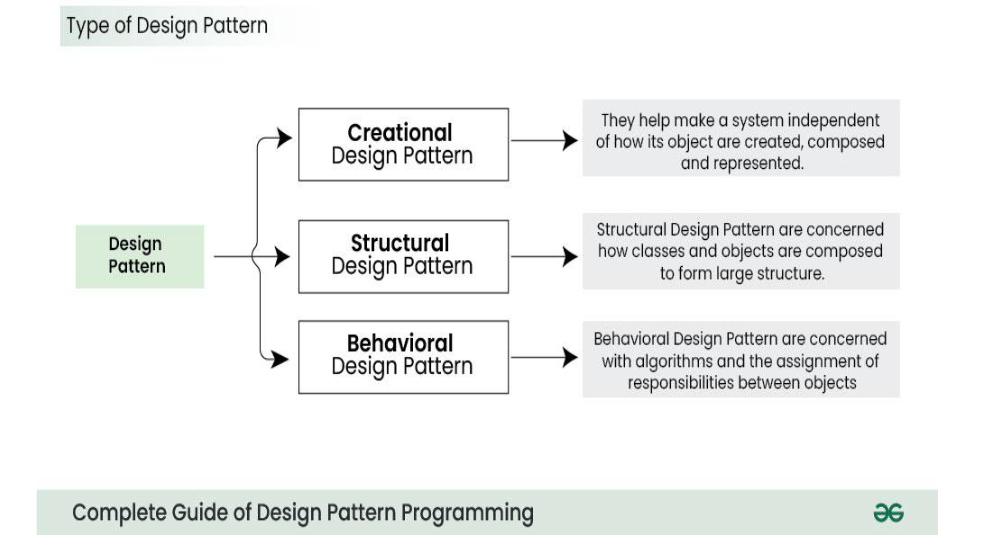 Type of Design Pattern
Creational
Design Pattern
They help make a system independent
of how its object are created, composed
and represented.
Design
Pattern
Structural
Design Pattern
Structural Design Pattern are concerned
how classes and objects are composed
to form large structure.
Behavioral
Design Pattern
Behavioral Design Pattern are concerned
with algorithms and the assignment of
responsibilities between objects
Complete Guide of Design Pattern Programming